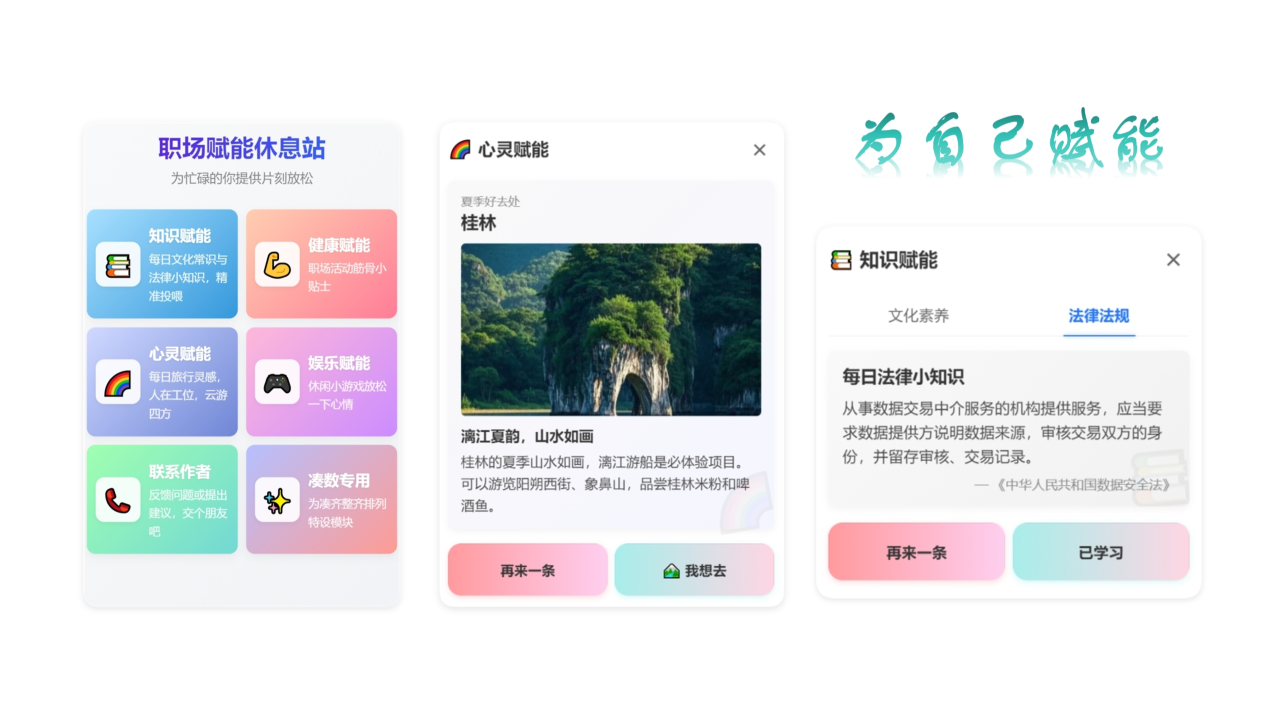 职场赋能休息站
为忙碌的你提供片刻放松
知识赋能
每日文化常识与
法律小知识，精
准投喂
健康赋能
职场活动筋骨小
贴士
心灵赋能
每日旅行灵感，
人在工位，云游
四方
娱乐赋能
休闲小游戏放松
一下心情
联系作者
反馈问题或提出
建议，交个朋友
吧
凑数专用
为凑齐整齐排列
特设模块
心灵赋能
夏季好去处
桂林
漓江夏韵，山水如画
桂林的夏季山水如画，漓江游船是必体验项目。
可以游览阳朔西街、象鼻山，品尝桂林米粉和啤
酒鱼。
再来一条
我想去
为自己赋能
知识赋能
文化素养
法律法规
每日法律小知识
从事数据交易中介服务的机构提供服务，应当要
求数据提供方说明数据来源，审核交易双方的身
份，并留存审核、交易记录。
—《中华人民共和国数据安全法》
再来一条
已学习